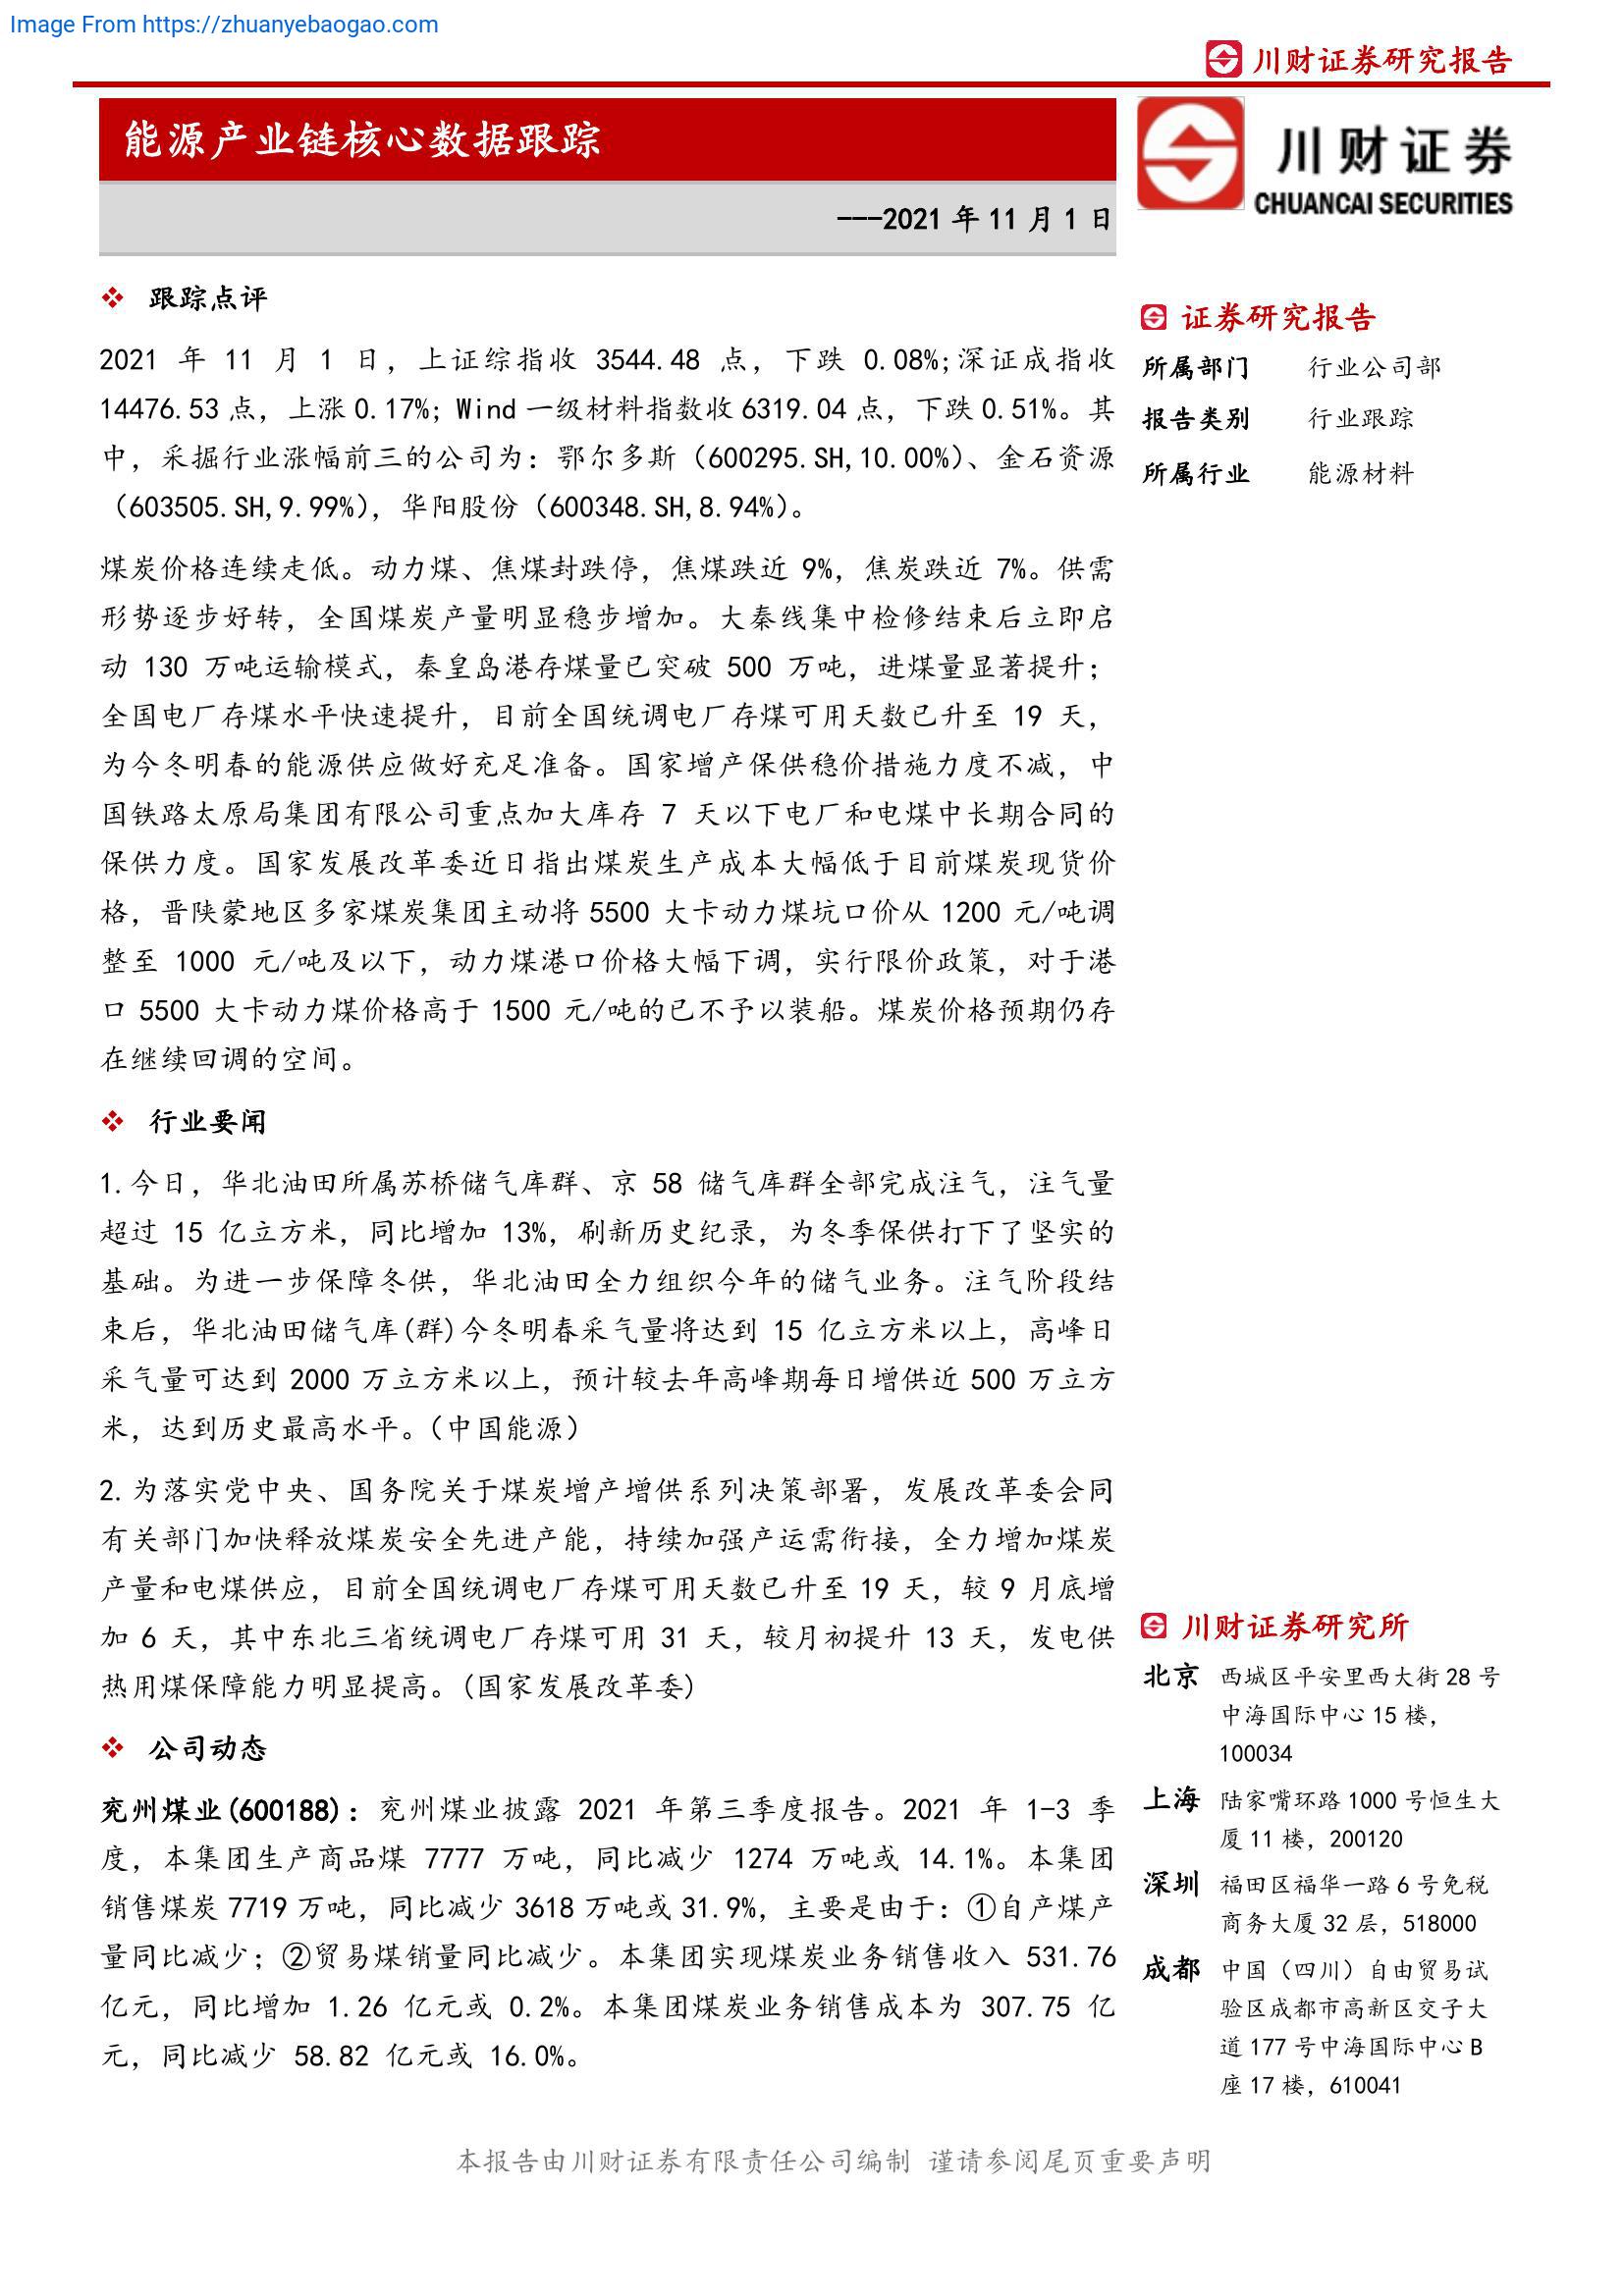 Image From https://zhuanyebaogao.com
川财证券研究报告
能源产业链核心数据跟踪
川财证券
CHUANCAI SECURITIES
---2021 年 11 月 1 日
❖ 跟踪点评
2021 年 11 月 1 日，上证综指收 3544.48 点，下跌 0.08%;深证成指收
14476.53 点，上涨 0.17%; Wind 一级材料指数收 6319.04 点，下跌 0.51%。其
中，采掘行业涨幅前三的公司为：鄂尔多斯（600295.SH,10.00%）、金石资源
（603505.SH,9.99%），华阳股份（600348.SH,8.94%）。
煤炭价格连续走低。动力煤、焦煤封跌停，焦煤跌近 9%，焦炭跌近 7%。供需
形势逐步好转，全国煤炭产量明显稳步增加。大秦线集中检修结束后立即启
动 130 万吨运输模式，秦皇岛港存煤量已突破 500 万吨，进煤量显著提升；
全国电厂存煤水平快速提升，目前全国统调电厂存煤可用天数已升至 19 天，
为今冬明春的能源供应做好充足准备。国家增产保供稳价措施力度不减，中
国铁路太原局集团有限公司重点加大库存 7 天以下电厂和电煤中长期合同的
保供力度。国家发展改革委近日指出煤炭生产成本大幅低于目前煤炭现货价
格，晋陕蒙地区多家煤炭集团主动将 5500 大卡动力煤坑口价从 1200 元/吨调
整至 1000 元/吨及以下，动力煤港口价格大幅下调，实行限价政策，对于港
口 5500 大卡动力煤价格高于 1500 元/吨的已不予以装船。煤炭价格预期仍存
在继续回调的空间。
❖ 行业要闻
1.今日，华北油田所属苏桥储气库群、京 58 储气库群全部完成注气，注气量
超过 15 亿立方米，同比增加 13%，刷新历史纪录，为冬季保供打下了坚实的
基础。为进一步保障冬供，华北油田全力组织今年的储气业务。注气阶段结
束后，华北油田储气库(群)今冬明春采气量将达到 15 亿立方米以上，高峰日
采气量可达到 2000 万立方米以上，预计较去年高峰期每日增供近 500 万立方
米，达到历史最高水平。（中国能源）
2.为落实党中央、国务院关于煤炭增产增供系列决策部署，发展改革委会同
有关部门加快释放煤炭安全先进产能，持续加强产运需衔接，全力增加煤炭
产量和电煤供应，目前全国统调电厂存煤可用天数已升至 19 天，较 9 月底增
加 6 天，其中东北三省统调电厂存煤可用 31 天，较月初提升 13 天，发电供
热用煤保障能力明显提高。（国家发展改革委）
❖ 公司动态
兖州煤业(600188)：兖州煤业披露 2021 年第三季度报告。2021 年 1-3 季
度，本集团生产商品煤 7777 万吨，同比减少 1274 万吨或 14.1%。本集团
销售煤炭 7719 万吨，同比减少 3618 万吨或 31.9%，主要是由于：①自产煤产
量同比减少；②贸易煤销量同比减少。本集团实现煤炭业务销售收入 531.76
亿元，同比增加 1.26 亿元或 0.2%。本集团煤炭业务销售成本为 307.75 亿
元，同比减少 58.82 亿元或 16.0%。
证券研究报告
所属部门 行业公司部
报告类别 行业跟踪
所属行业 能源材料
川财证券研究所
北京 西城区平安里西大街 28 号
中海国际中心 15 楼，
100034
上海 陆家嘴环路 1000 号恒生大
厦 11 楼，200120
深圳 福田区福华一路 6 号免税
商务大厦 32 层，518000
成都 中国（四川）自由贸易试
验区成都市高新区交子大
道 177 号中海国际中心 B
座 17 楼，610041
本报告由川财证券有限责任公司编制 谨请参阅尾页重要声明